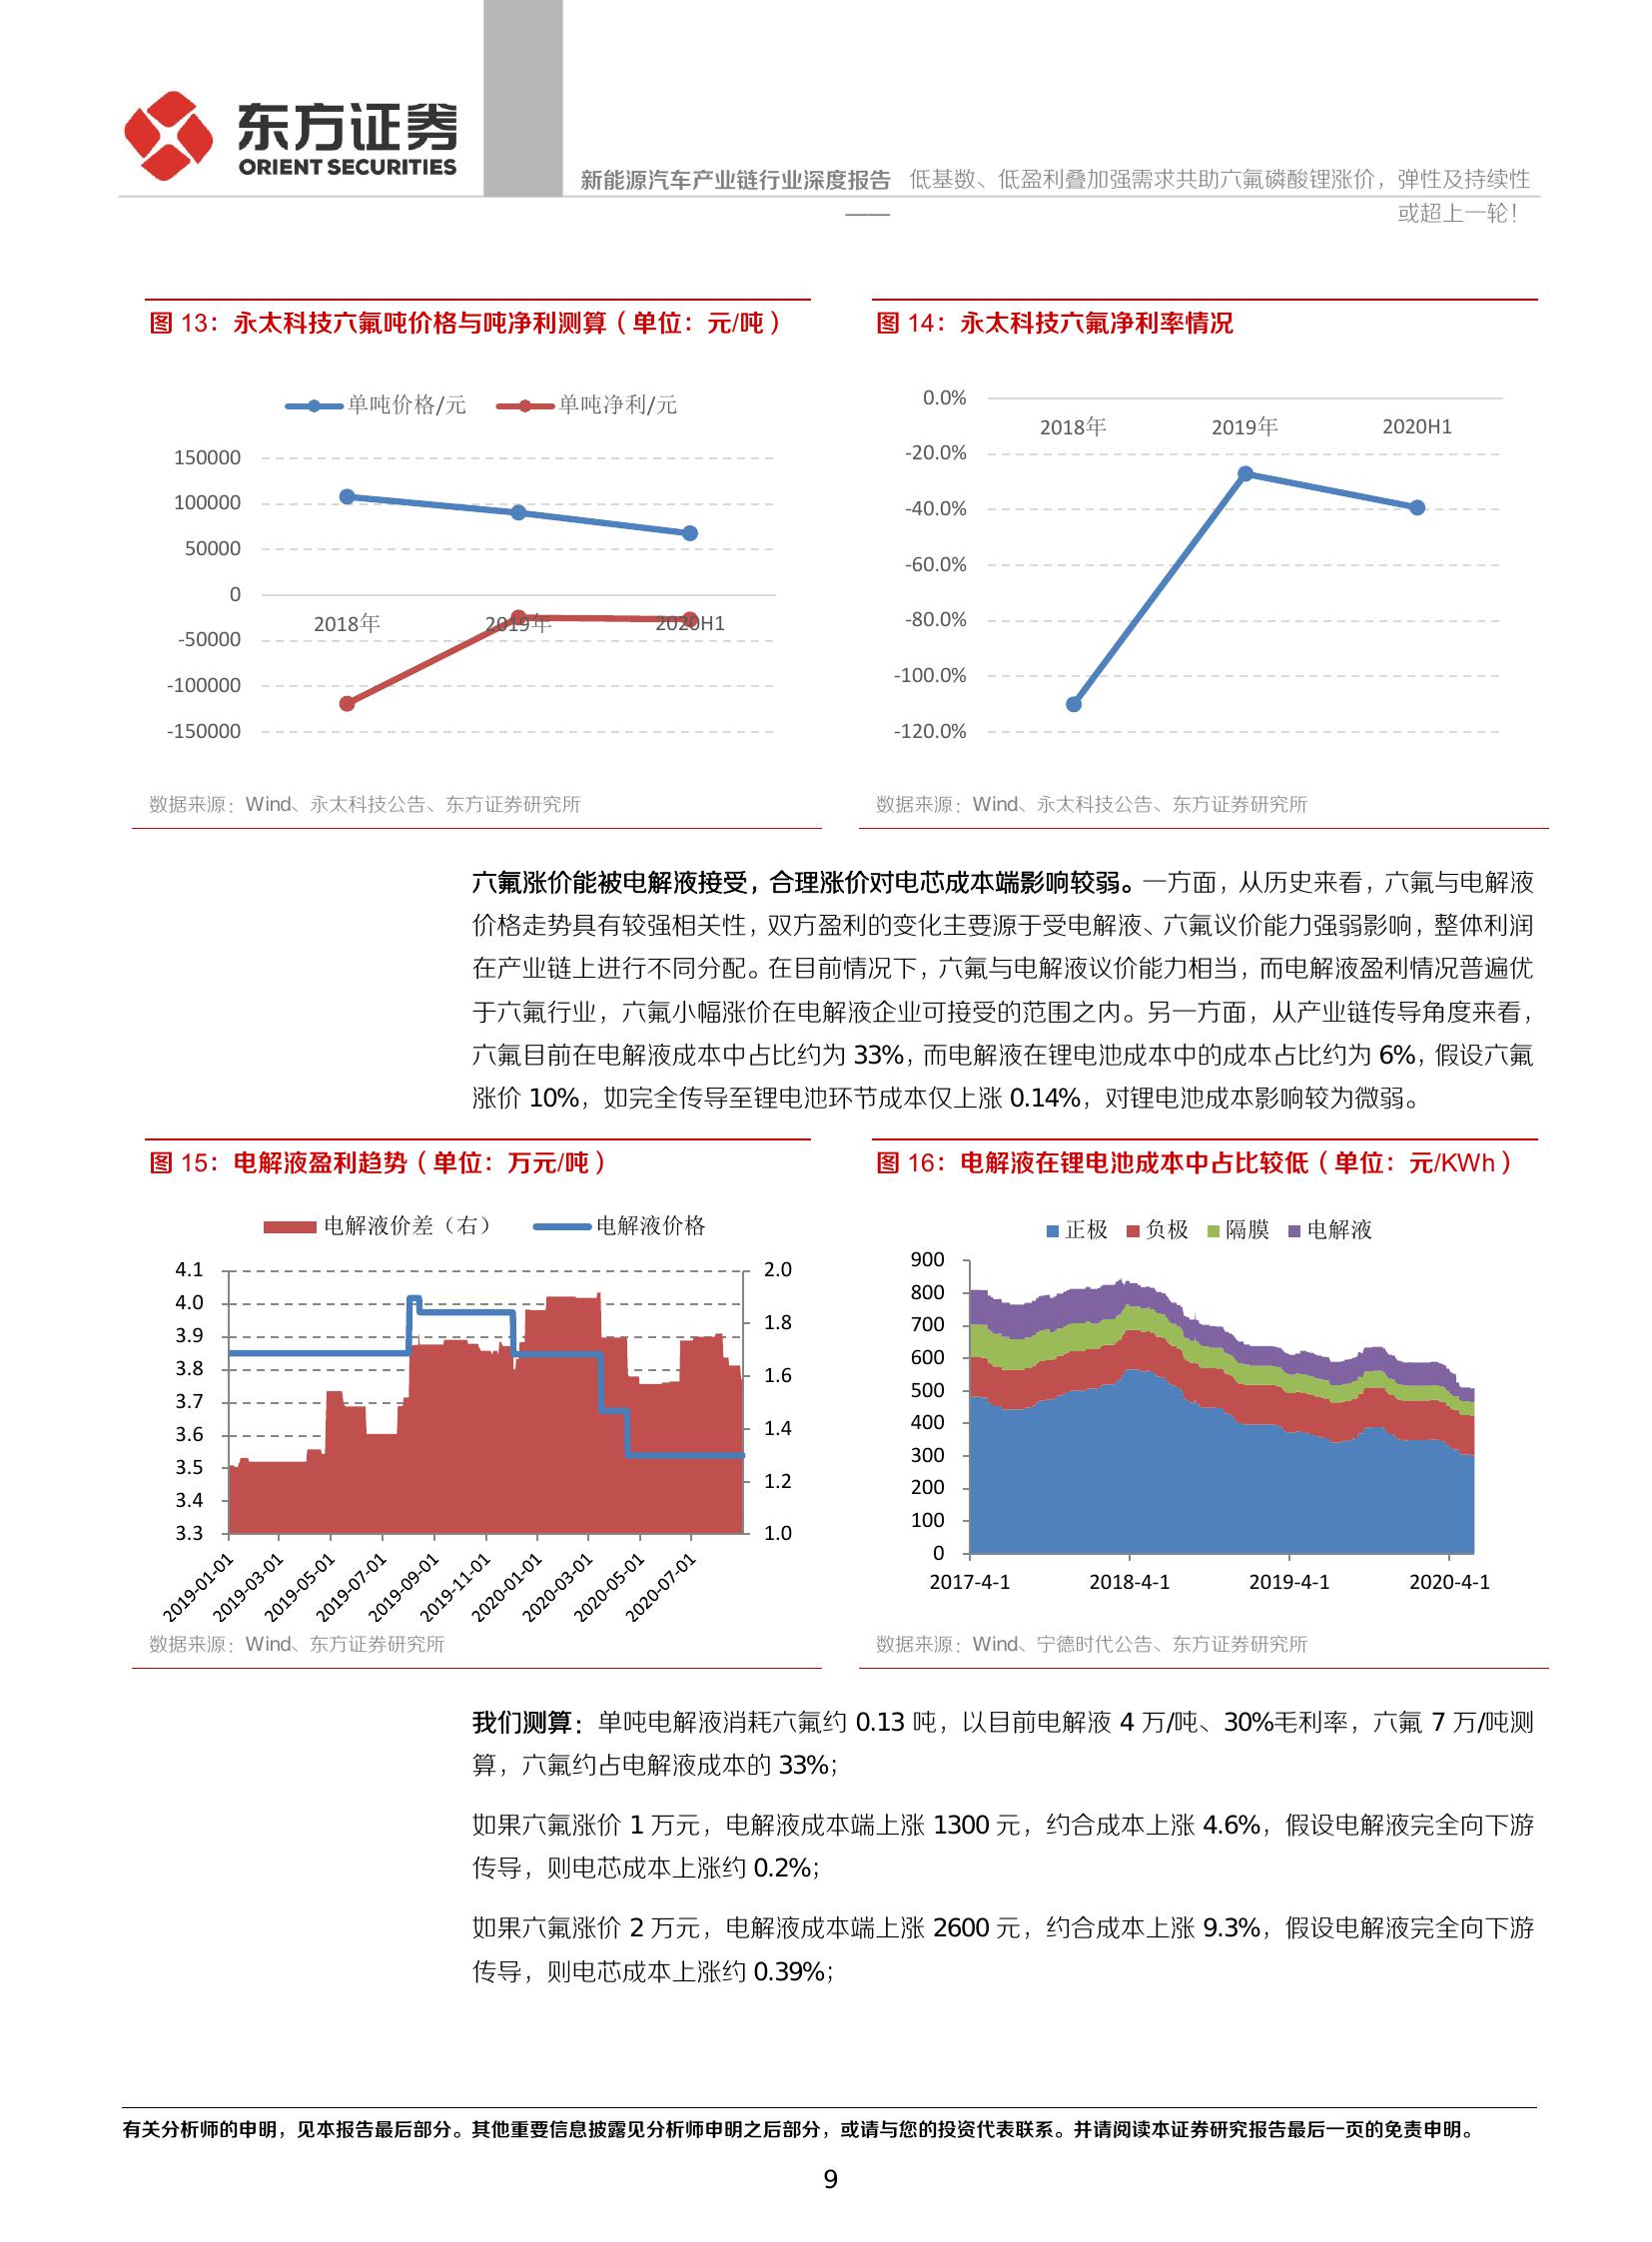 东方证券
ORIENT SECURITIES
新能源汽车产业链行业深度报告 —— 低基数、低盈利叠加强需求共助六氟磷酸锂涨价，弹性及持续性
或超上一轮！
图 13：永太科技六氟吨价格与吨净利测算（单位：元/吨）
单吨价格/元 单吨净利/元
150000
100000
50000
0
-50000
-100000
-150000
2018年 2019年 2020H1
数据来源：Wind、永太科技公告、东方证券研究所
图 14：永太科技六氟净利率情况
0.0%
-20.0%
-40.0%
-60.0%
-80.0%
-100.0%
-120.0%
2018年 2019年 2020H1
数据来源：Wind、永太科技公告、东方证券研究所
六氟涨价能被电解液接受，合理涨价对电芯成本端影响较弱。一方面，从历史来看，六氟与电解液
价格走势具有较强相关性，双方盈利的变化主要源于受电解液、六氟议价能力强弱影响，整体利润
在产业链上进行不同分配。在目前情况下，六氟与电解液议价能力相当，而电解液盈利情况普遍优
于六氟行业，六氟小幅涨价在电解液企业可接受的范围之内。另一方面，从产业链传导角度来看，
六氟目前在电解液成本中占比约为 33%，而电解液在锂电池成本中的成本占比约为 6%，假设六氟
涨价 10%，如完全传导至锂电池环节成本仅上涨 0.14%，对锂电池成本影响较为微弱。
图 15：电解液盈利趋势（单位：万元/吨）
电解液价差（右） 电解液价格
4.1
4.0
3.9
3.8
3.7
3.6
3.5
3.4
3.3
2.0
1.8
1.6
1.4
1.2
1.0
2019-01-01 2019-03-01 2019-05-01 2019-07-01 2019-09-01 2019-11-01 2020-01-01 2020-03-01 2020-05-01 2020-07-01
数据来源：Wind、东方证券研究所
图 16：电解液在锂电池成本中占比较低（单位：元/KWh）
正极 负极 隔膜 电解液
900
800
700
600
500
400
300
200
100
0
2017-4-1 2018-4-1 2019-4-1 2020-4-1
数据来源：Wind、宁德时代公告、东方证券研究所
我们测算：单吨电解液消耗六氟约 0.13 吨，以目前电解液 4 万/吨、30%毛利率，六氟 7 万/吨测
算，六氟约占电解液成本的 33%；
如果六氟涨价 1 万元，电解液成本端上涨 1300 元，约合成本上涨 4.6%，假设电解液完全向下游
传导，则电芯成本上涨约 0.2%；
如果六氟涨价 2 万元，电解液成本端上涨 2600 元，约合成本上涨 9.3%，假设电解液完全向下游
传导，则电芯成本上涨约 0.39%；
有关分析师的申明，见本报告最后部分。其他重要信息披露见分析师申明之后部分，或请与您的投资代表联系。并请阅读本证券研究报告最后一页的免责申明。
9